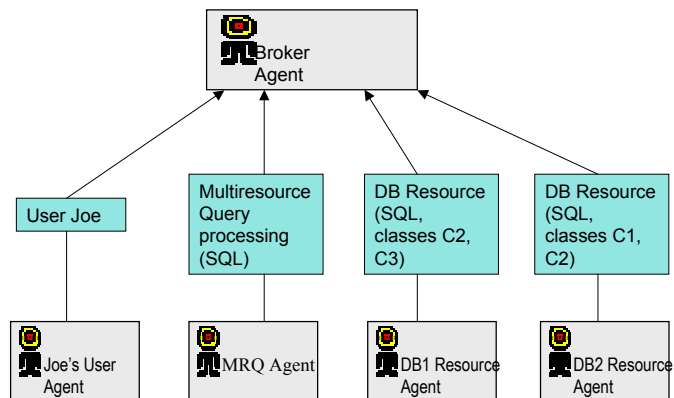 Broker
Agent
User Joe
Multiresource
Query
processing
(SQL)
DB Resource
(SQL,
classes C2,
C3)
DB Resource
(SQL,
classes C1,
C2)
Joe's User
Agent
MRQ Agent
DB1 Resource
Agent
DB2 Resource
Agent